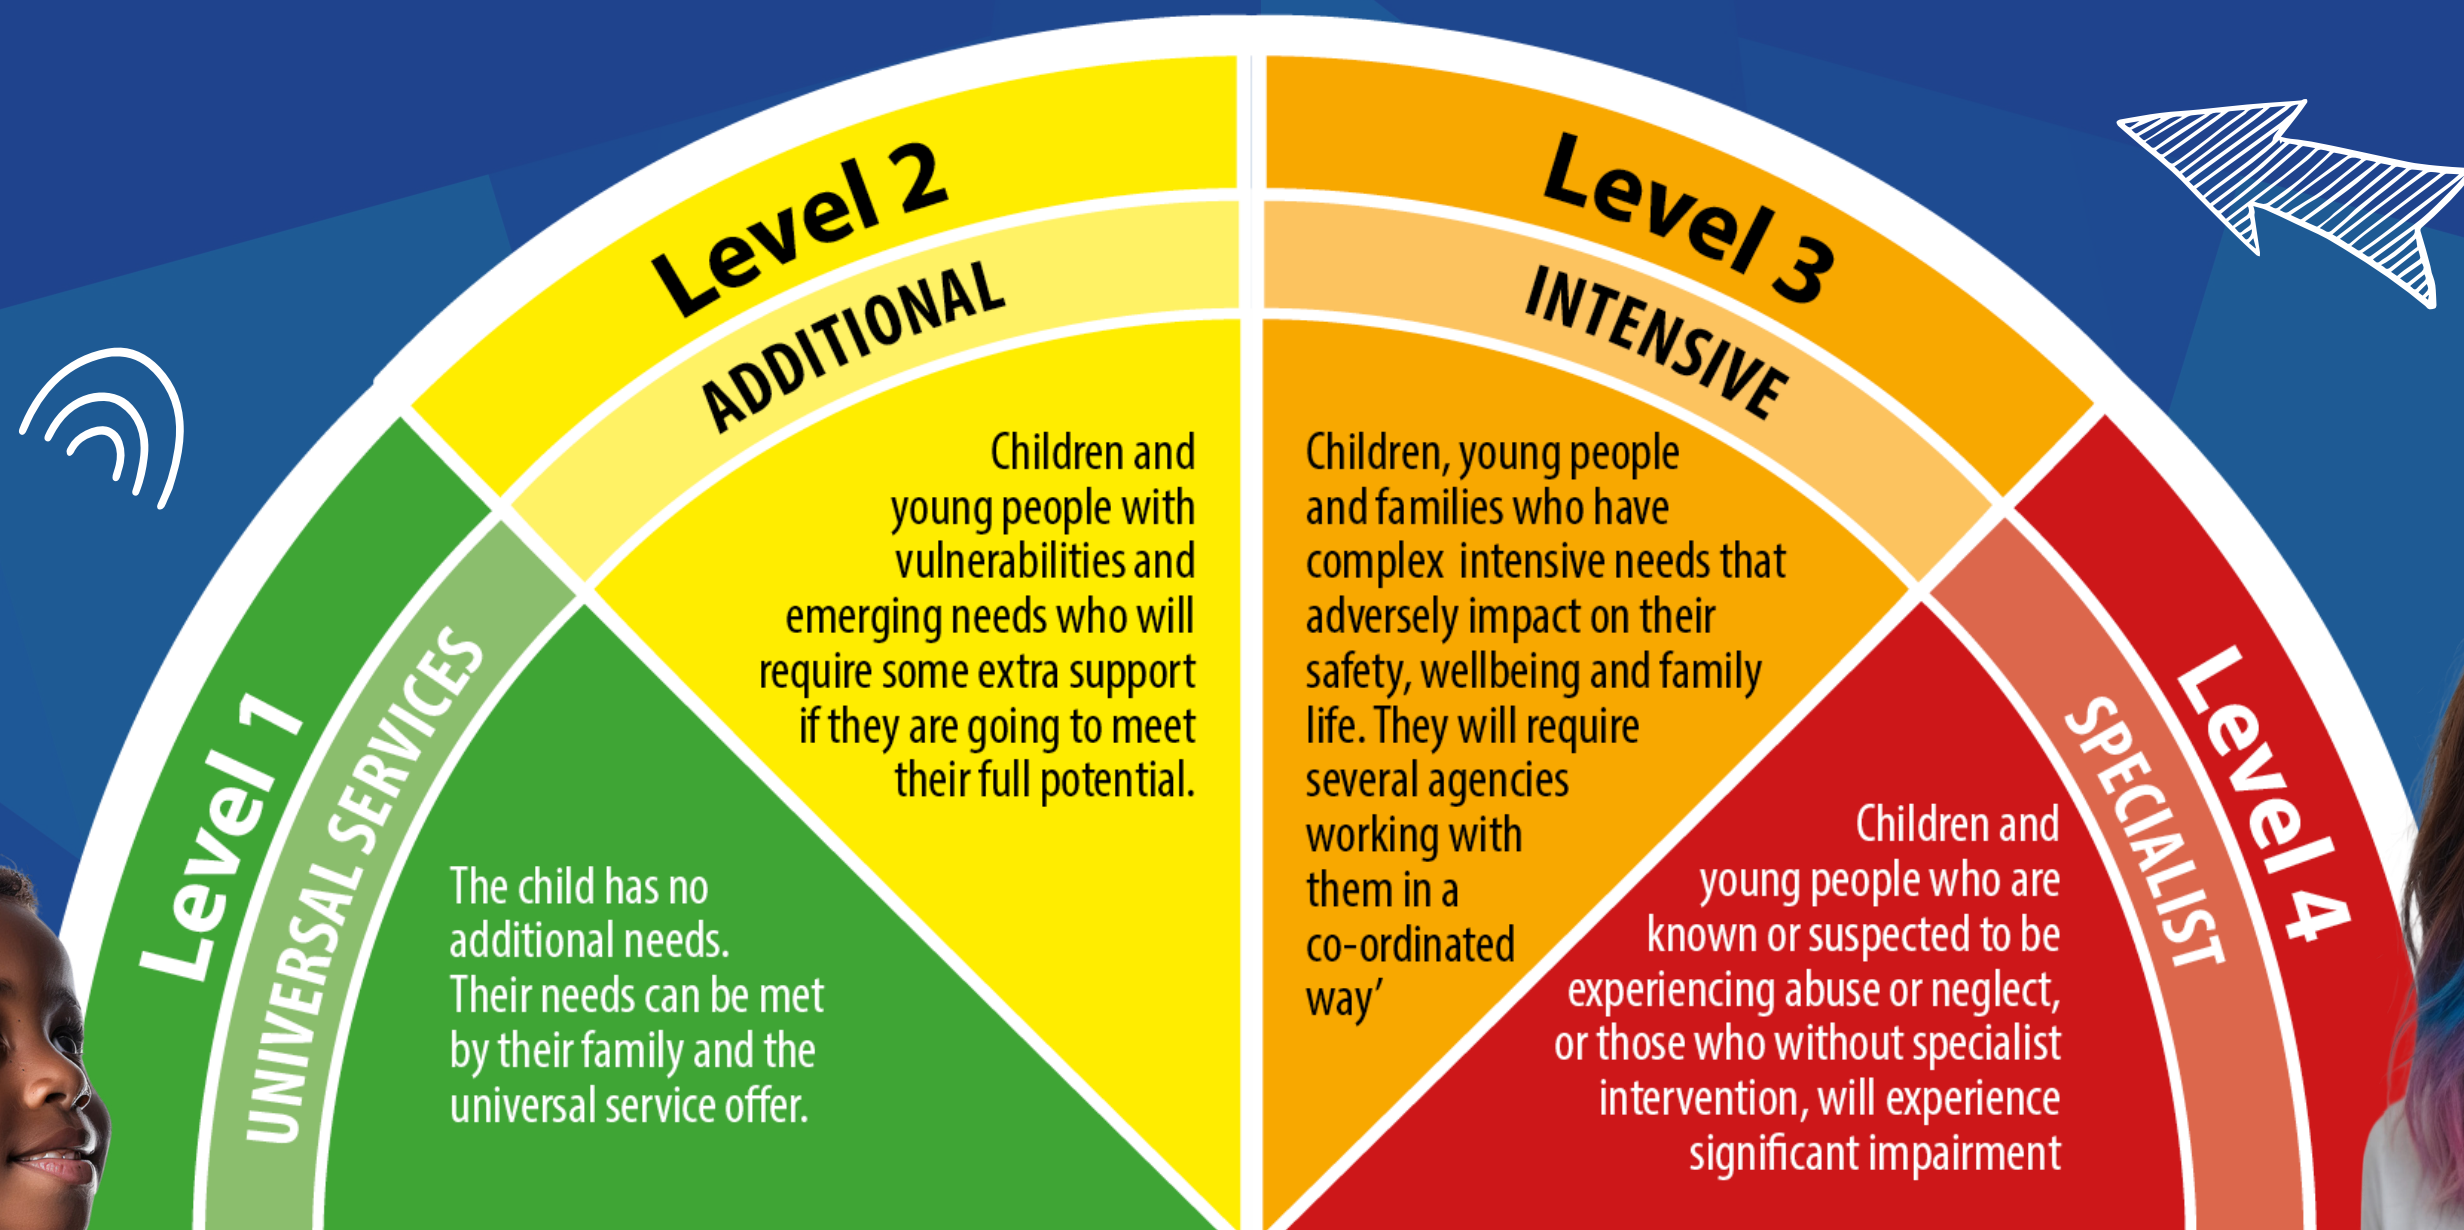 Level 1
UNIVERSAL SERVICES
The child has no
additional needs.
Their needs can be met
by their family and the
universal service offer.
Level 2
ADDITIONAL
Children and
young people with
vulnerabilities and
emerging needs who will
require some extra support
if they are going to meet
their full potential.
Level 3
INTENSIVE
Children, young people
and families who have
complex intensive needs that
adversely impact on their
safety, wellbeing and family
life. They will require
several agencies
working with
them in a
co-ordinated
way’
Level 4
SPECIALIST
Children and
young people who are
known or suspected to be
experiencing abuse or neglect,
or those who without specialist
intervention, will experience
significant impairment